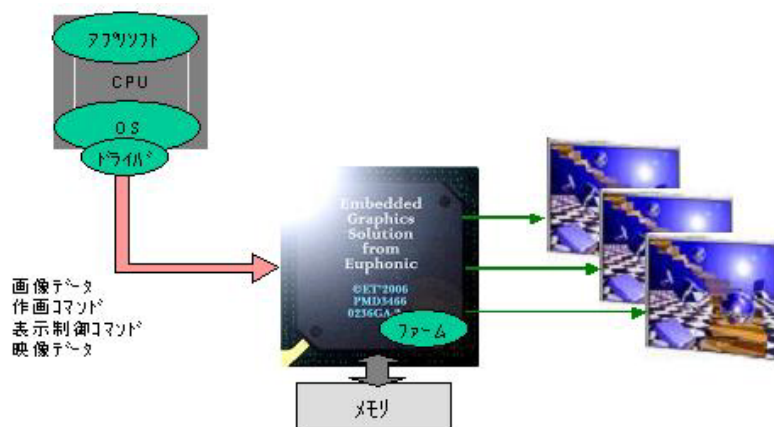 アプリソフト
CPU
OS
ドライバ
画像データ
作画コマンド
表示制御コマンド
映像データ
Embedded
Graphics
Solution
from
Euphonic
©ET'2006
PMD3466
0236GA
ファーム
メモリ